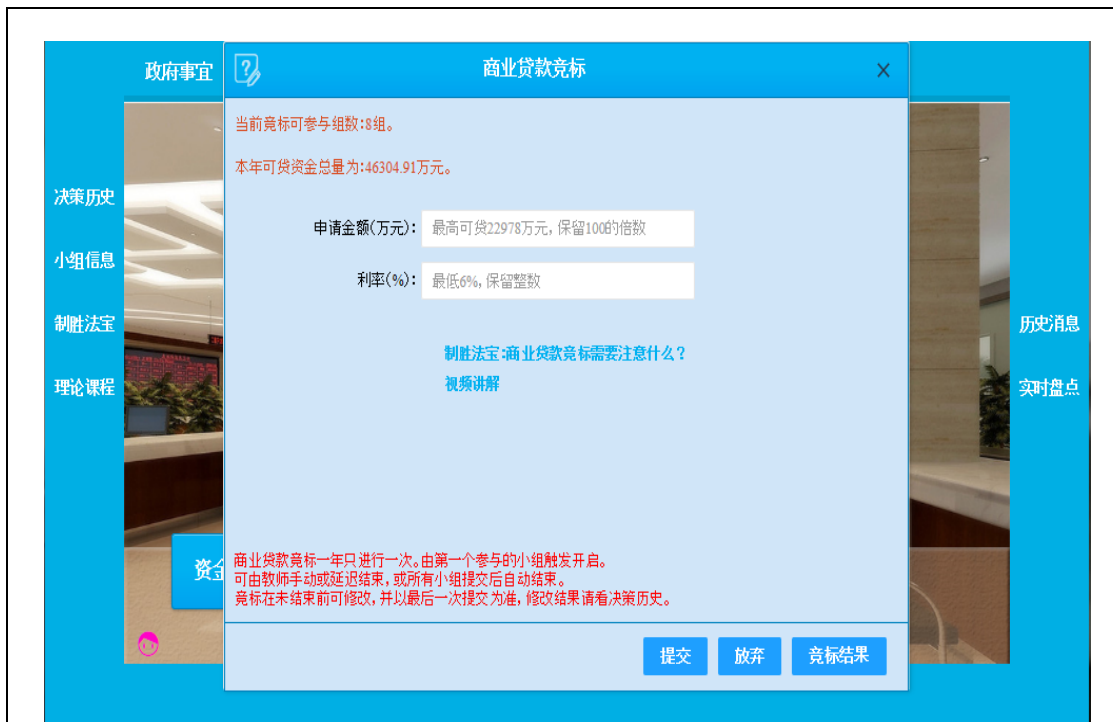 政府事宜
商业贷款竞标
当前竟标可参与组数:8组。
本年可贷资金总量为:46304.91万元。
决策历史
申请金额(万元):
最高可贷22978万元, 保留100的倍数
小组信息
利率(%):
最低6%, 保留整数
制胜法宝
历史消息
制胜法宝:商业贷款竞标需要注意什么?
视频讲解
理论课程
实时盘点
资金
商业贷款竟标一年只进行一次。由第一个参与的小组触发开启。
可由教师手动或延迟结束, 或所有小组提交后自动结束。
竟标在未结束前可修改, 并以最后一次提交为准, 修改结果请看决策历史。
提交
放弃
竞标结果